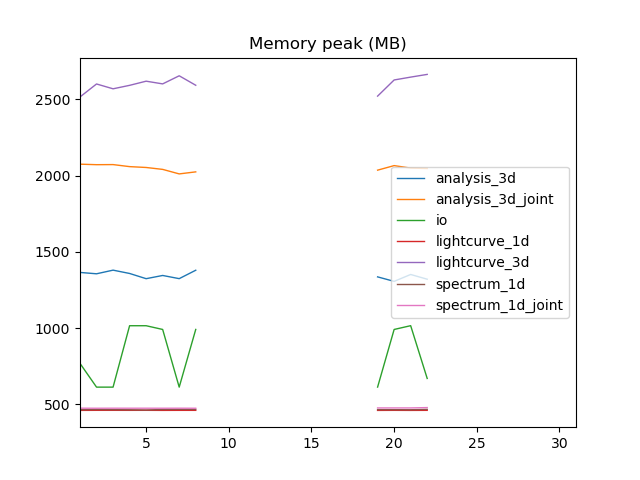 Memory peak (MB)
2500
2000
1500
1000
500
analysis_3d
analysis_3d_joint
io
lightcurve_1d
lightcurve_3d
spectrum_1d
spectrum_1d_joint
5 10 15 20 25 30